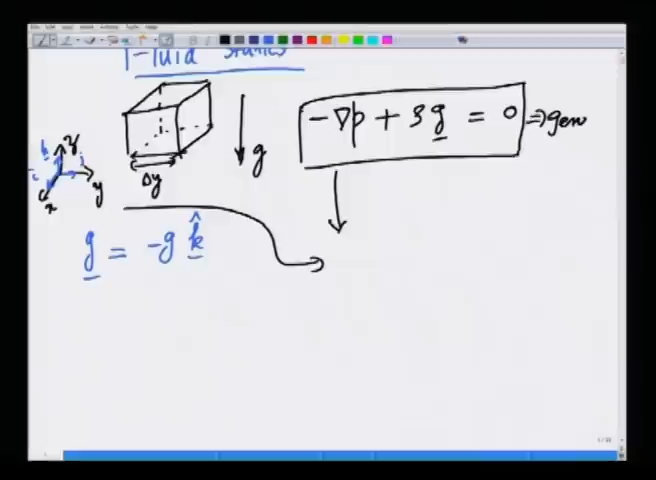 Fluid Statics
-∇p + ρg = 0 ⇒ gen
g
Δy
z
y
x
g = -g k̂